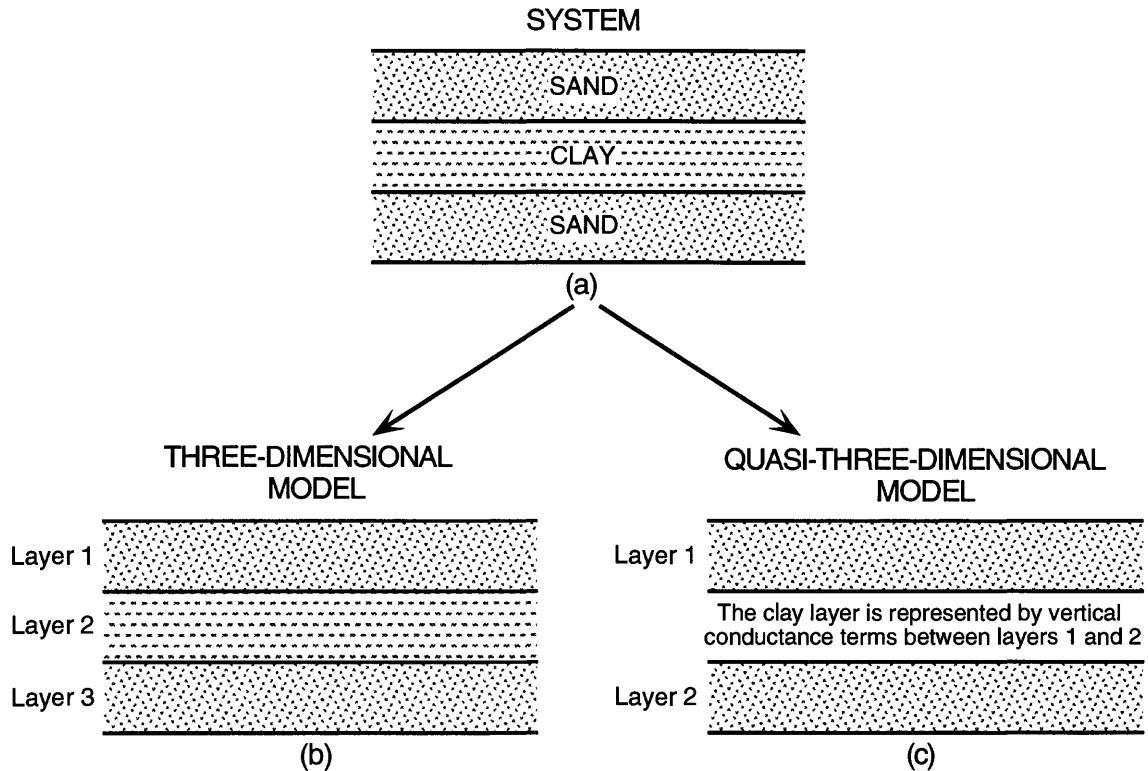 SYSTEM
SAND
CLAY
SAND
(a)
THREE-DIMENSIONAL
MODEL
Layer 1
Layer 2
Layer 3
(b)
QUASI-THREE-DIMENSIONAL
MODEL
Layer 1
The clay layer is represented by vertical
conductance terms between layers 1 and 2
Layer 2
(c)